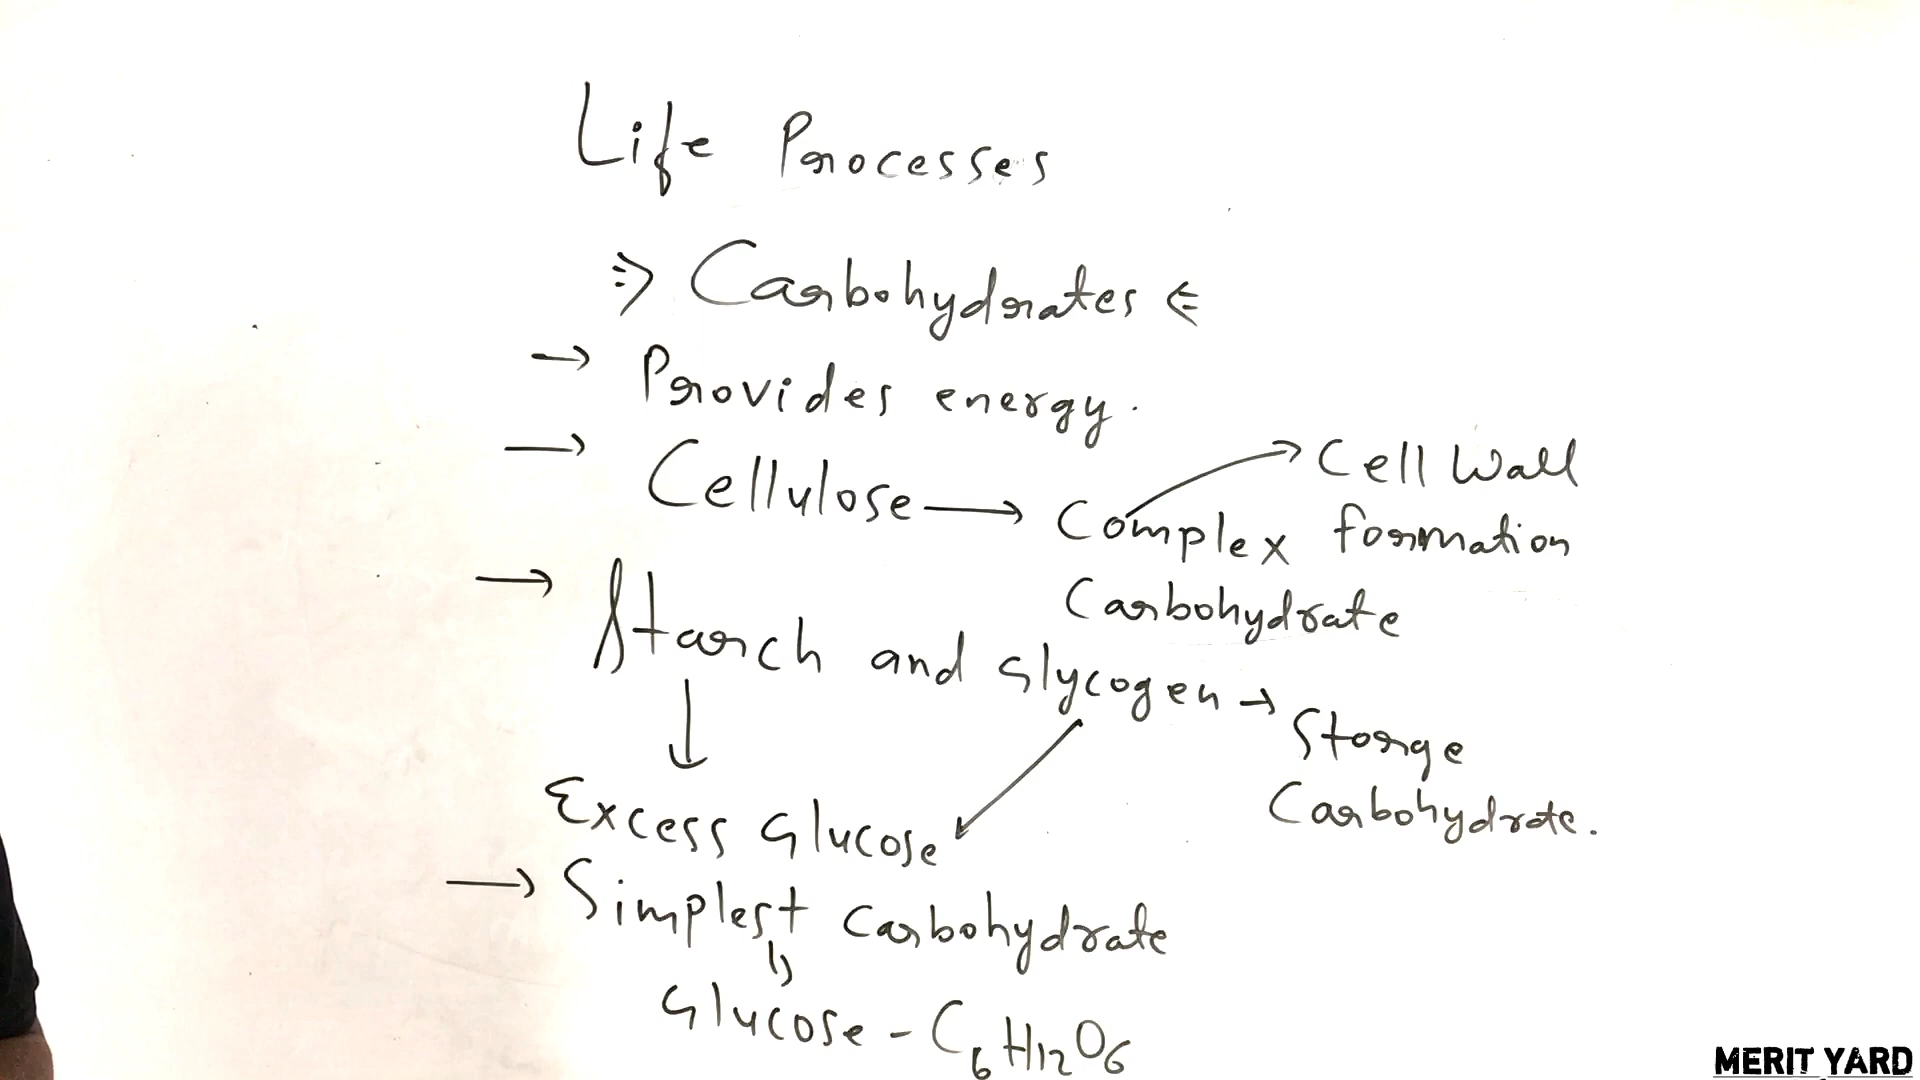 Life Processes
⇒ Carbohydrates ⇐
→ Provides energy.
→ Cellulose → Complex Carbohydrate
→ Cell Wall formation
→ Starch and Glycogen → Storge Carbohydrate.
↓
Excess Glucose
→ Simplest Carbohydrate
↳
Glucose - C6H12O6
MERIT YARD